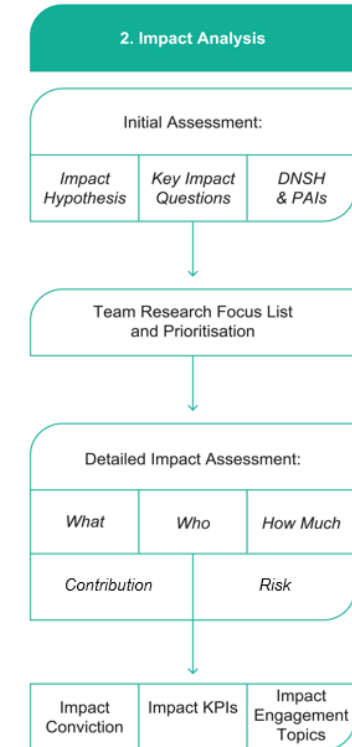 2. Impact Analysis
Initial Assessment:
Impact
Hypothesis
Key Impact
Questions
DNSH
& PAIs
Team Research Focus List
and Prioritisation
Detailed Impact Assessment:
What
Who
How Much
Contribution
Risk
Impact
Conviction
Impact KPIs
Impact
Engagement
Topics